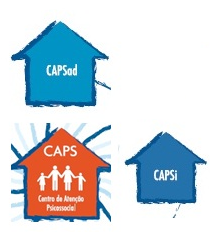 CAPSad
CAPS
Centro de Atenção
Psicossocial
CAPSi